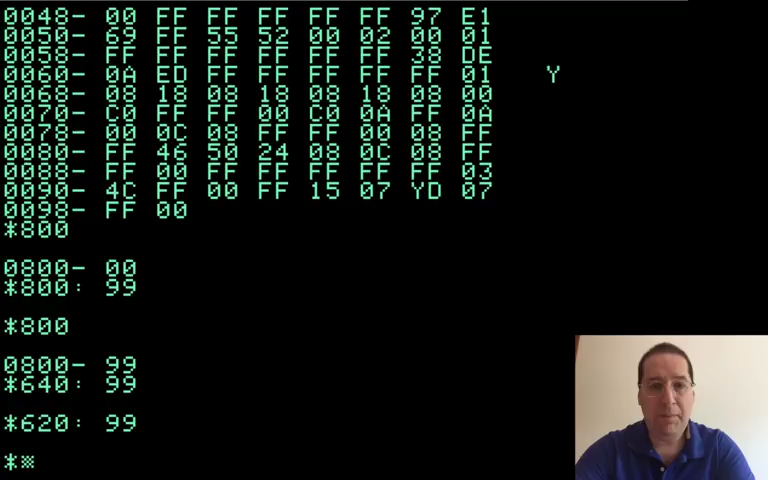 0048- 00 FF FF FF FF FF 97 E1
0050- 69 FF 55 52 00 02 00 01
0058- FF FF FF FF FF FF 38 DE
0060- 0A ED FF FF FF FF FF 01 Y
0068- 08 18 08 18 08 18 08 00
0070- C0 FF FF 00 C0 0A FF 0A
0078- 00 0C 08 FF FF 00 08 FF
0080- FF 46 50 24 08 0C 08 FF
0088- FF 00 FF FF FF FF FF 03
0090- 4C FF 00 FF 15 07 YD 07
0098- FF 00
*800
0800- 00
*800: 99
*800
0800- 99
*640: 99
*620: 99
*